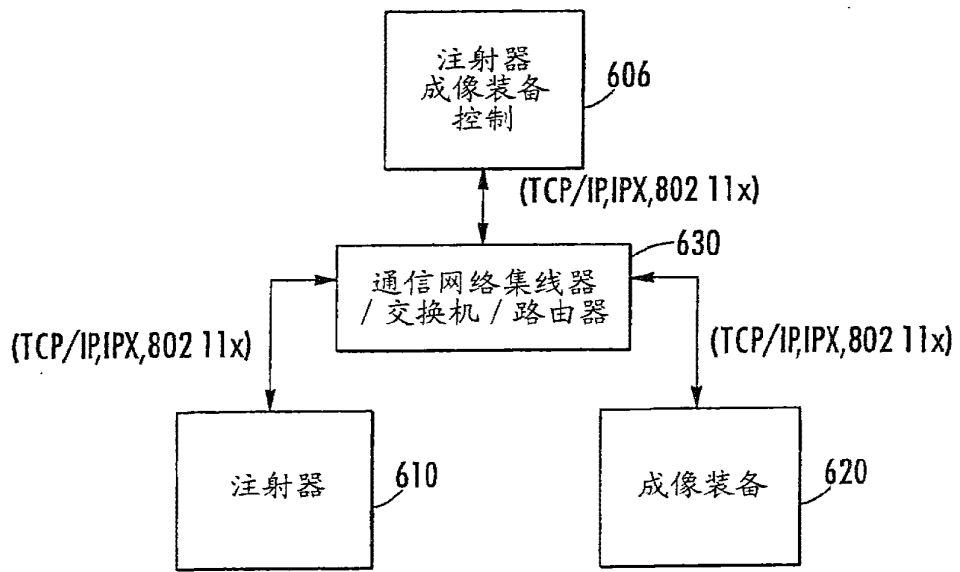 注射器
成像装备
控制
606
(TCP/IP,IPX,802 11x)
630
通信网络集线器
/ 交换机 / 路由器
(TCP/IP,IPX,802 11x)
(TCP/IP,IPX,802 11x)
注射器
610
成像装备
620